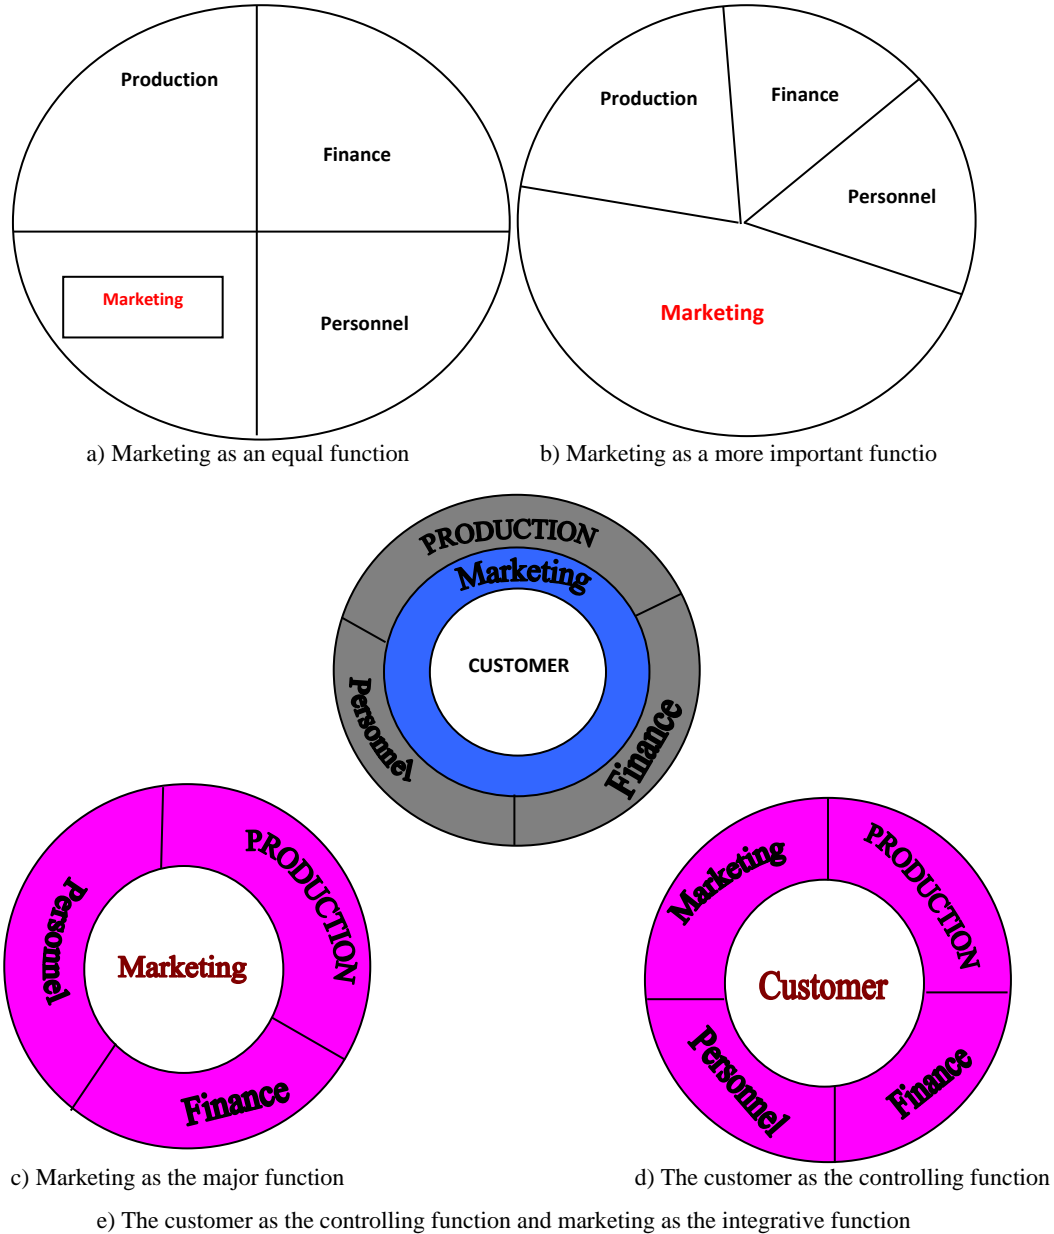 Production
Finance
Marketing
Personnel
a) Marketing as an equal function
Production
Finance
Personnel
Marketing
b) Marketing as a more important functio
PRODUCTION
Marketing
CUSTOMER
Personnel
Finance
Personnel
PRODUCTION
Marketing
Finance
c) Marketing as the major function
Marketing
PRODUCTION
Customer
Personnel
Finance
d) The customer as the controlling function
e) The customer as the controlling function and marketing as the integrative function